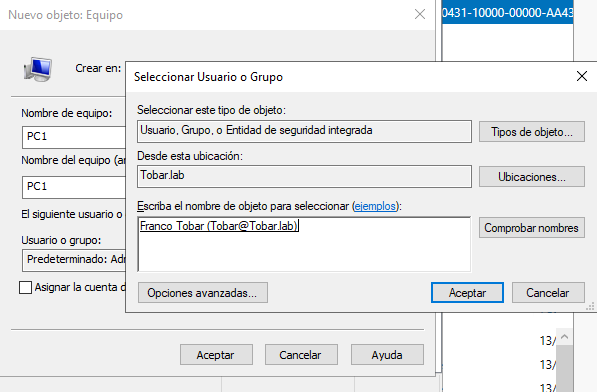 Nuevo objeto: Equipo
0431-10000-00000-AA43
Crear en:
Seleccionar Usuario o Grupo
Seleccionar este tipo de objeto:
Usuario, Grupo, o Entidad de seguridad integrada
Tipos de objeto...
Desde esta ubicación:
Tobar.lab
Ubicaciones...
Escriba el nombre de objeto para seleccionar (ejemplos):
Franco Tobar (Tobar@Tobar.lab)
Comprobar nombres
Opciones avanzadas...
Aceptar
Cancelar
Nombre de equipo:
PC1
Nombre del equipo (an
PC1
El siguiente usuario o
Usuario o grupo:
Predeterminado: Adm
Asignar la cuenta d
Aceptar
Cancelar
Ayuda
13/
13/
13/